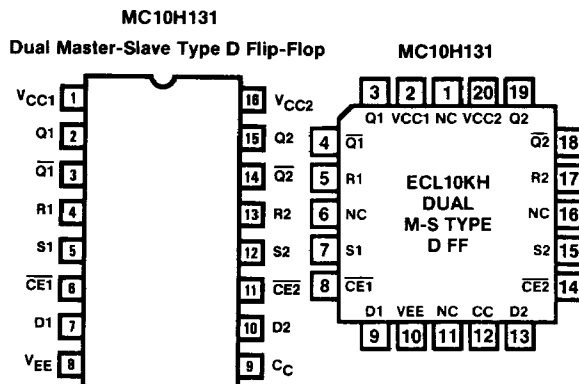 MC10H131
Dual Master-Slave Type D Flip-Flop
VCC1 1
Q1 2
Q̅1̅ 3
R1 4
S1 5
C̅E̅1̅ 6
D1 7
VEE 8
16 VCC2
15 Q2
14 Q̅2̅
13 R2
12 S2
11 C̅E̅2̅
10 D2
9 CC
MC10H131
3 2 1 20 19
Q1 VCC1 NC VCC2 Q2
4 Q̅1̅
5 R1
6 NC
7 S1
8 C̅E̅1̅
ECL10KH
DUAL
M-S TYPE
D FF
Q̅2̅ 18
R2 17
NC 16
S2 15
C̅E̅2̅ 14
D1 VEE NC CC D2
9 10 11 12 13